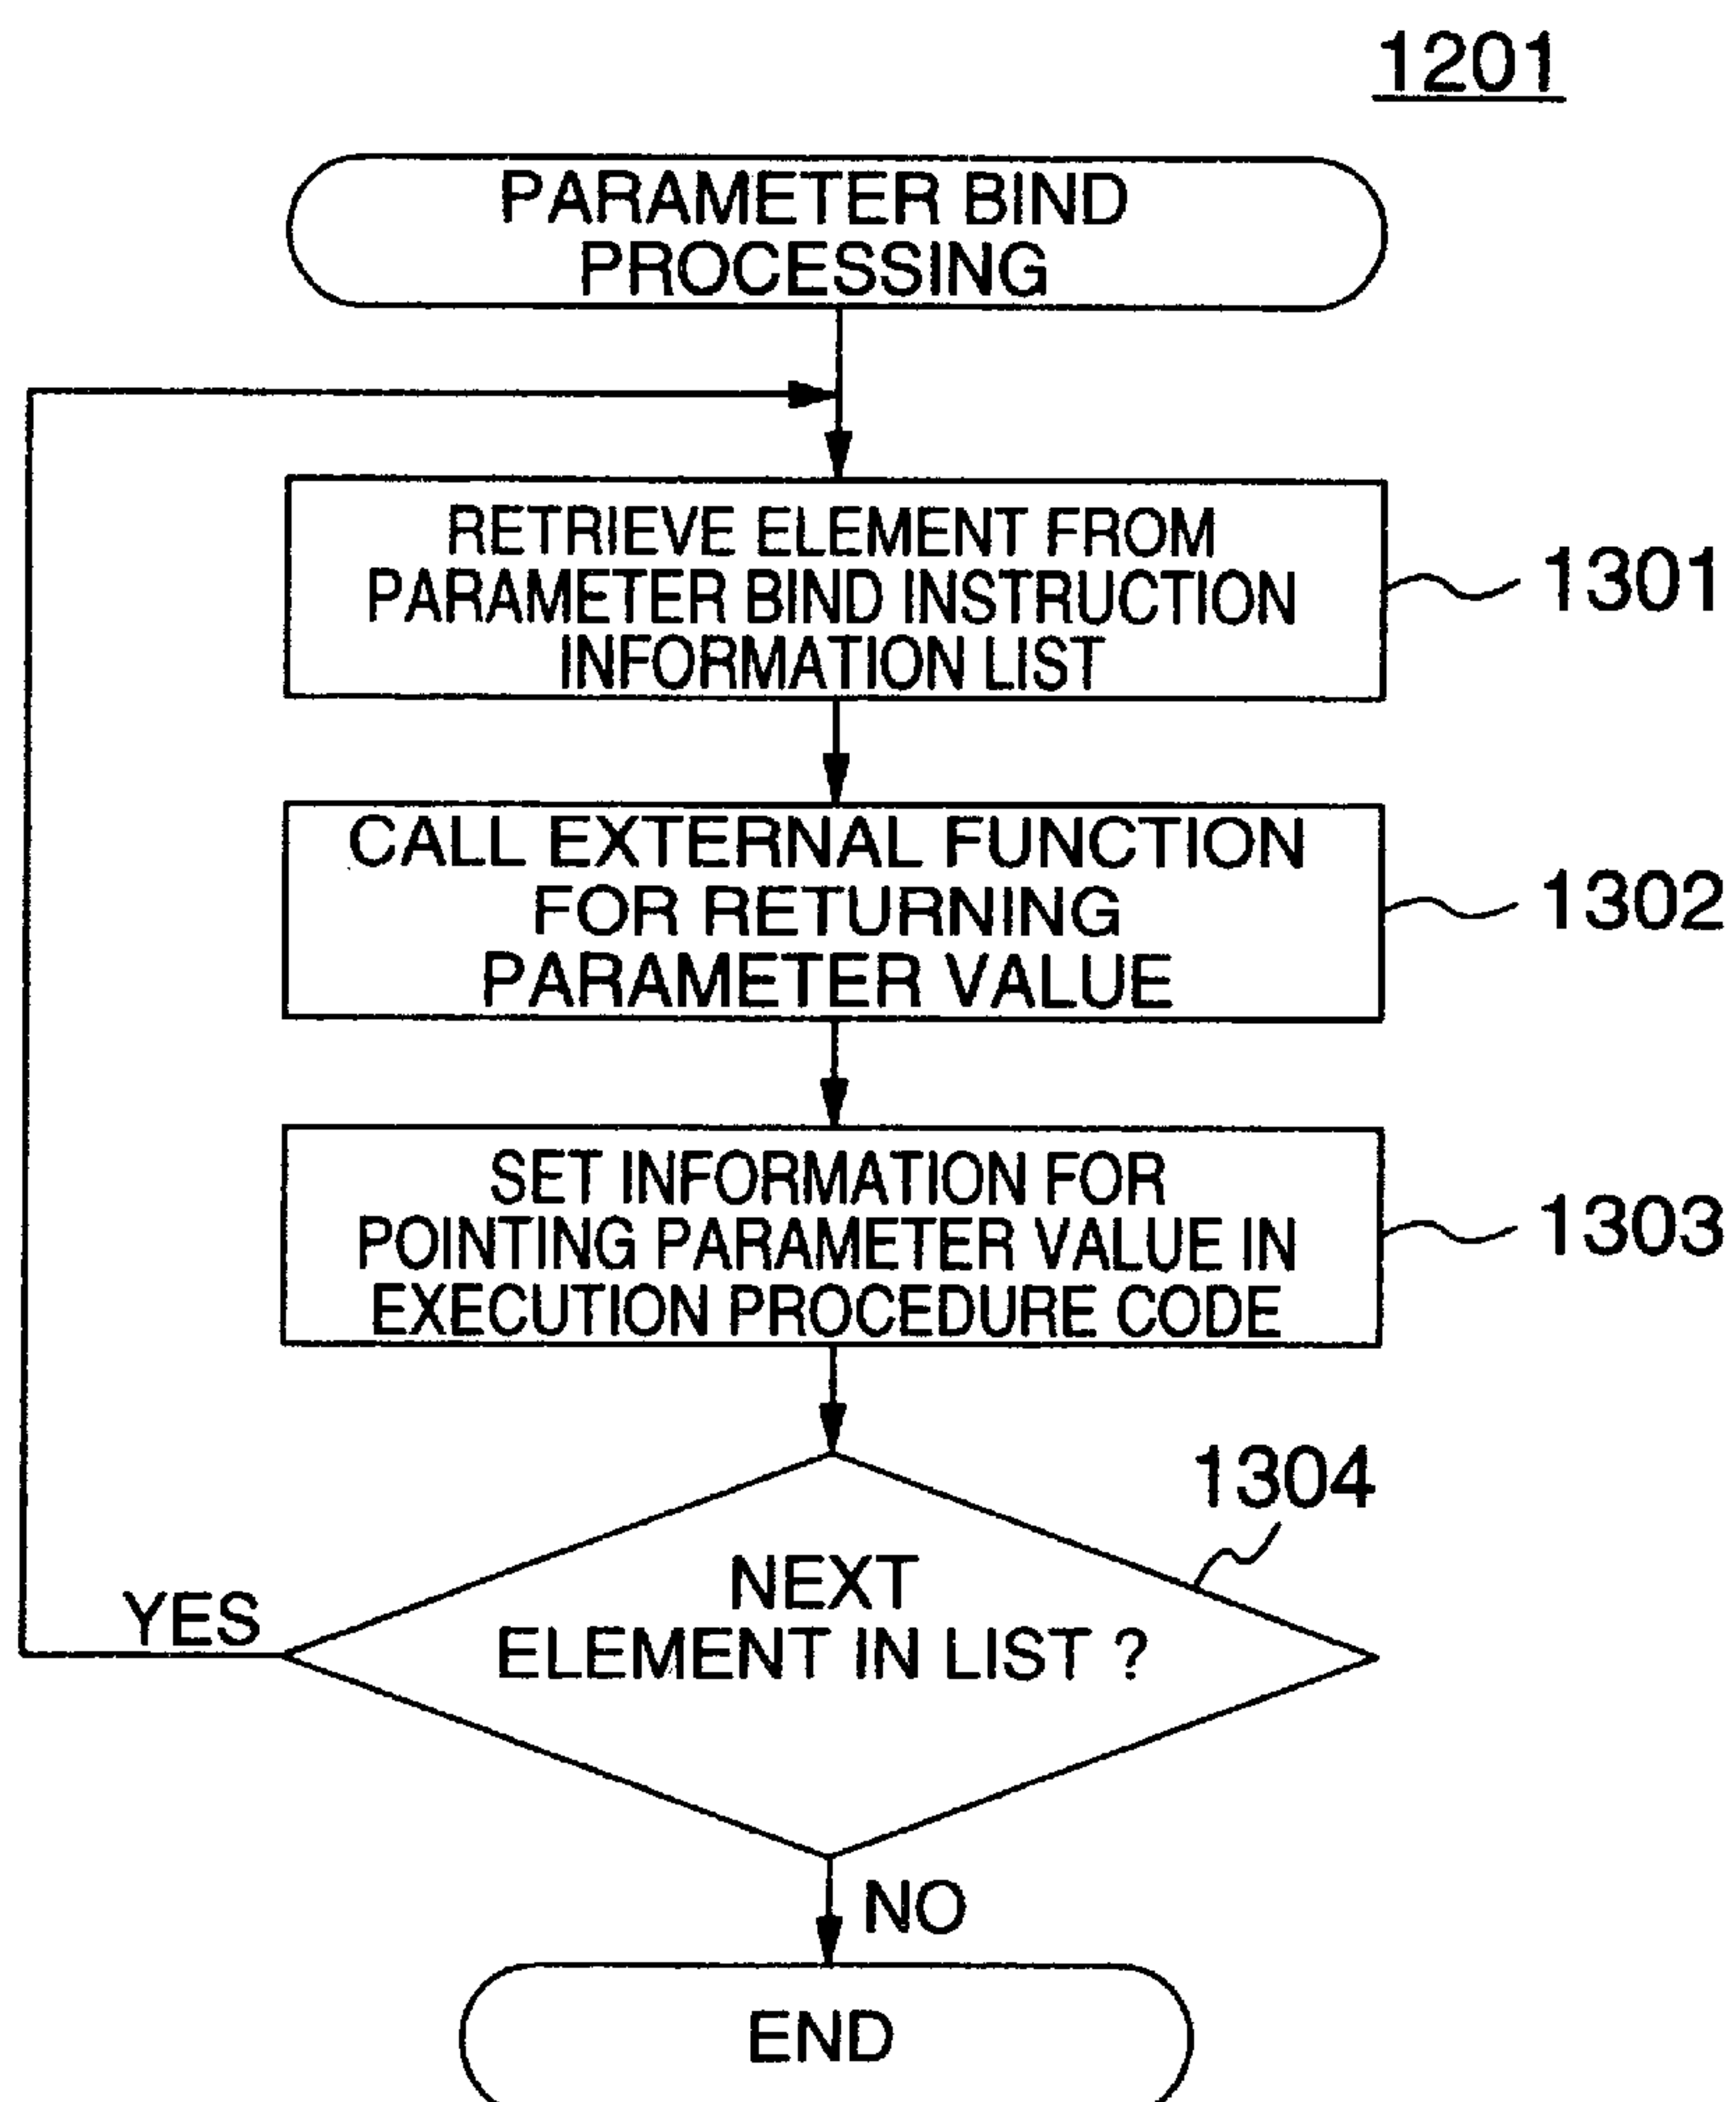 1201
PARAMETER BIND
PROCESSING
RETRIEVE ELEMENT FROM
PARAMETER BIND INSTRUCTION
INFORMATION LIST
1301
CALL EXTERNAL FUNCTION
FOR RETURNING
PARAMETER VALUE
1302
SET INFORMATION FOR
POINTING PARAMETER VALUE IN
EXECUTION PROCEDURE CODE
1303
1304
NEXT
ELEMENT IN LIST ?
YES
NO
END